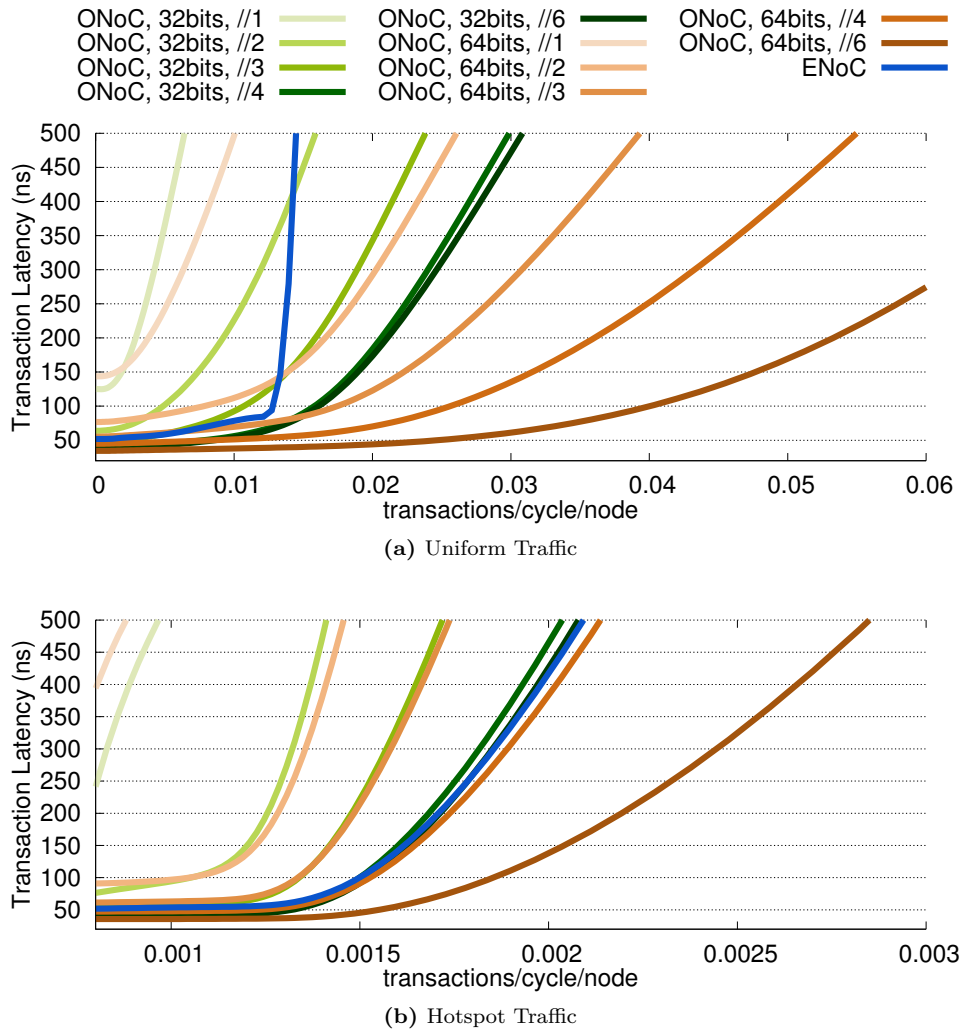 ONoC, 32bits, //1 ONoC, 32bits, //6 ONoC, 64bits, //4
ONoC, 32bits, //2 ONoC, 64bits, //1 ONoC, 64bits, //6
ONoC, 32bits, //3 ONoC, 64bits, //2 ENoC
ONoC, 32bits, //4 ONoC, 64bits, //3
Transaction Latency (ns)
500
450
400
350
300
250
200
150
100
50
0 0.01 0.02 0.03 0.04 0.05 0.06
transactions/cycle/node
(a) Uniform Traffic
Transaction Latency (ns)
500
450
400
350
300
250
200
150
100
50
0.001 0.0015 0.002 0.0025 0.003
transactions/cycle/node
(b) Hotspot Traffic